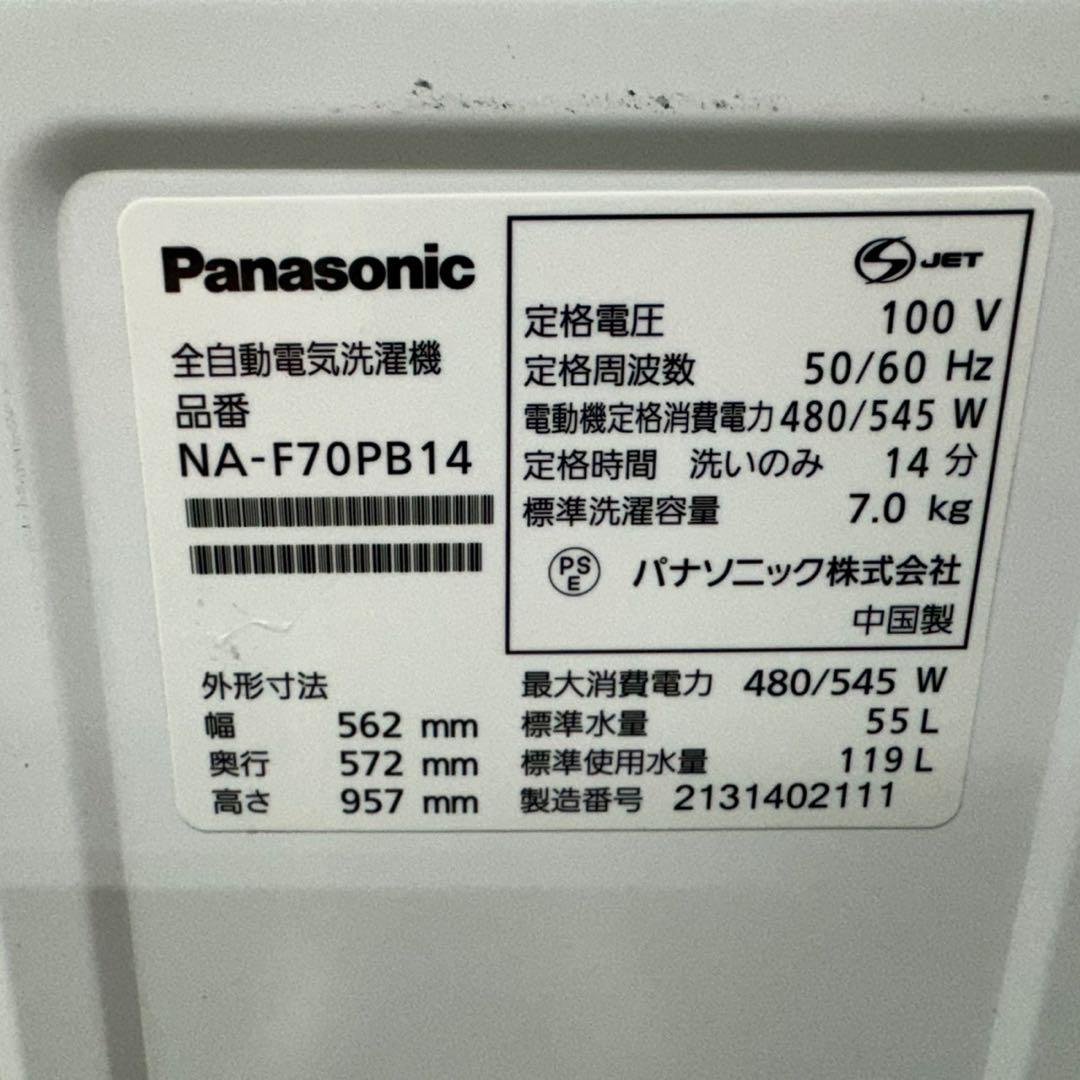 Panasonic
全自動電気洗濯機
品番
NA-F70PB14
JET
定格電圧 100 V
定格周波数 50/60 Hz
電動機定格消費電力 480/545 W
定格時間 洗いのみ 14 分
標準洗濯容量 7.0 kg
PS
E
パナソニック株式会社
中国製
外形寸法
幅 562 mm
奥行 572 mm
高さ 957 mm
最大消費電力 480/545 W
標準水量 55 L
標準使用水量 119 L
製造番号 2131402111